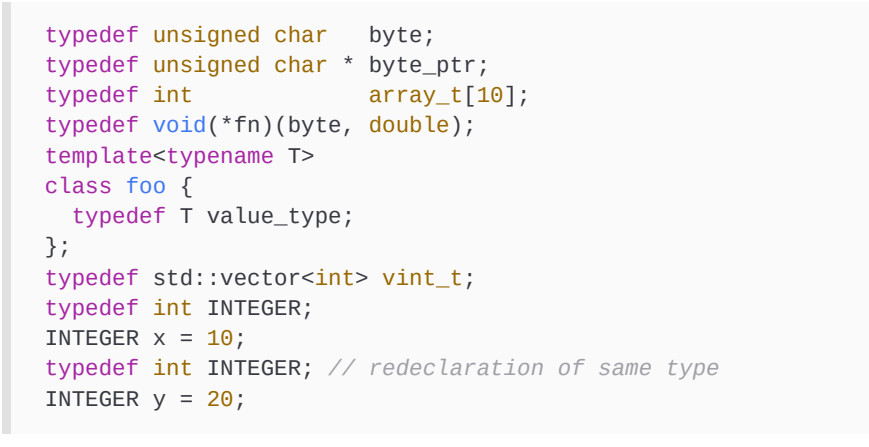 typedef unsigned char   byte;
typedef unsigned char * byte_ptr;
typedef int             array_t[10];
typedef void(*fn)(byte, double);
template<typename T>
class foo {
  typedef T value_type;
};
typedef std::vector<int> vint_t;
typedef int INTEGER;
INTEGER x = 10;
typedef int INTEGER; // redeclaration of same type
INTEGER y = 20;